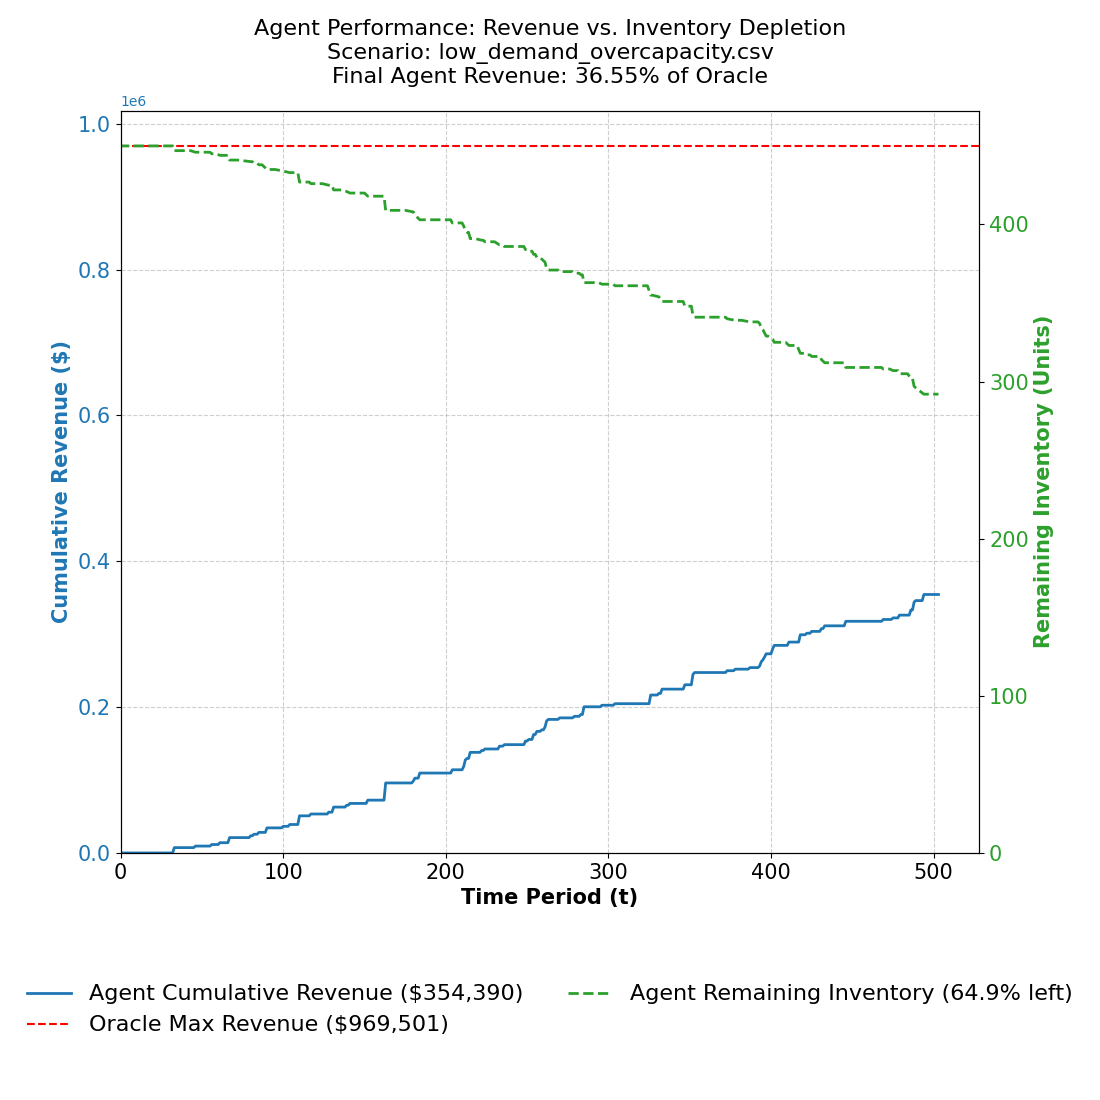 Agent Performance: Revenue vs. Inventory Depletion
Scenario: low_demand_overcapacity.csv
Final Agent Revenue: 36.55% of Oracle
1e6
1.0
0.8
0.6
0.4
0.2
0.0
Cumulative Revenue ($)
400
300
200
100
0
Remaining Inventory (Units)
0 100 200 300 400 500
Time Period (t)
Agent Cumulative Revenue ($354,390)
Oracle Max Revenue ($969,501)
Agent Remaining Inventory (64.9% left)